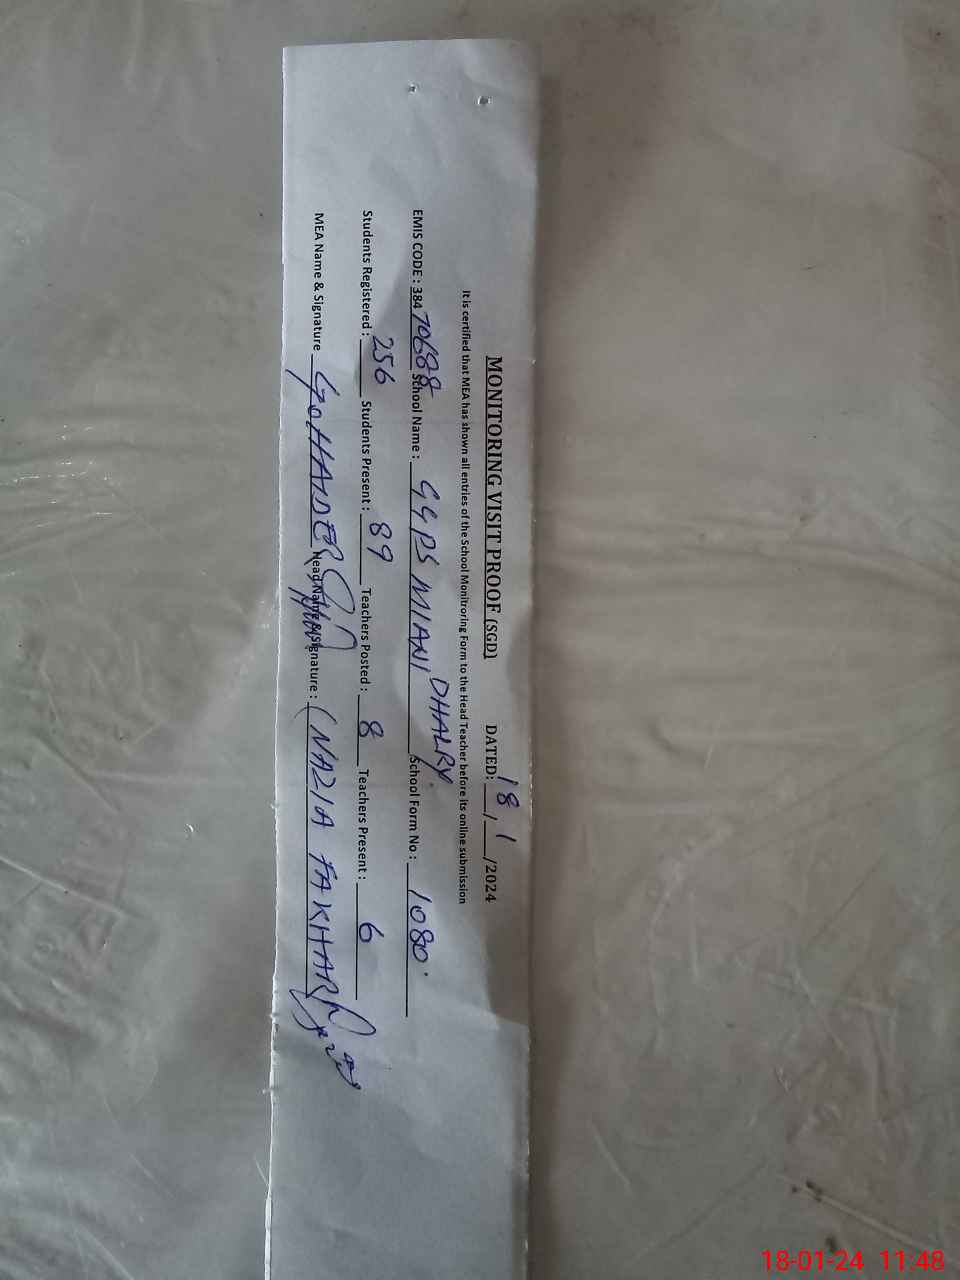 MONITORING VISIT PROOF (SGD) DATED: 18/1/2024
It is certified that MEA has shown all entries of the School Monitroring Form to the Head Teacher before its online submission
EMIS CODE : 38470688 School Name : GGPS MIANI DHALRY. School Form No : 1080
Students Registered : 256 Students Present : 89 Teachers Posted : 8 Teachers Present : 6
MEA Name & Signature G.HAIDER Head Name & Signature : (NAZIA FAKHAR)
18-01-24 11:48